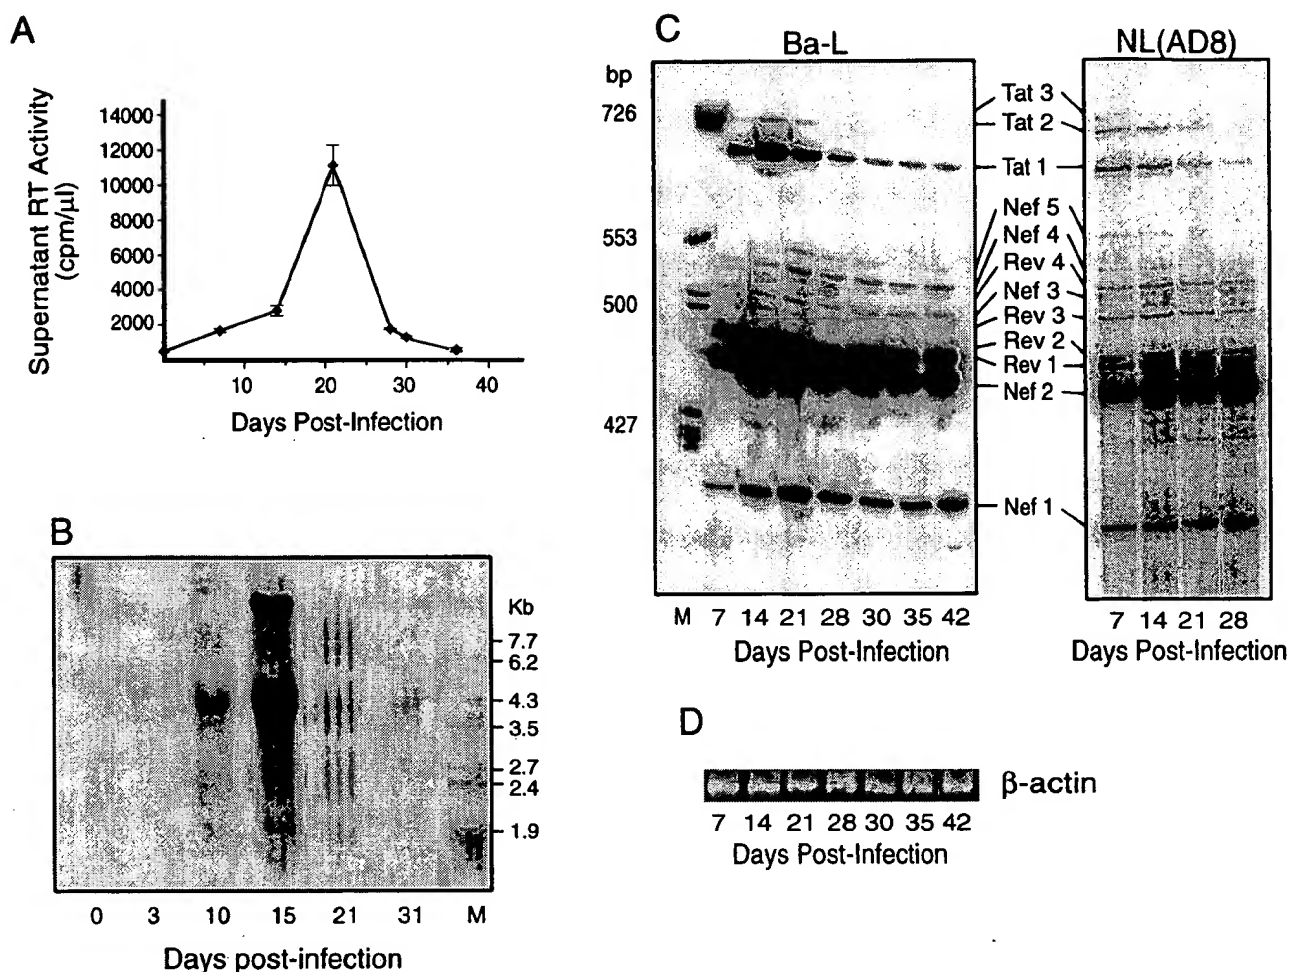 A
Supernatant RT Activity
(cpm/µl)
14000
12000
10000
8000
6000
4000
2000
10 20 30 40
Days Post-Infection
B
Kb
7.7
6.2
4.3
3.5
2.7
2.4
1.9
0 3 10 15 21 31 M
Days post-infection
C
Ba-L
NL(AD8)
bp
726
553
500
427
Tat 3
Tat 2
Tat 1
Nef 5
Nef 4
Rev 4
Nef 3
Rev 3
Rev 2
Rev 1
Nef 2
Nef 1
M 7 14 21 28 30 35 42
Days Post-Infection
7 14 21 28
Days Post-Infection
D
β-actin
7 14 21 28 30 35 42
Days Post-Infection